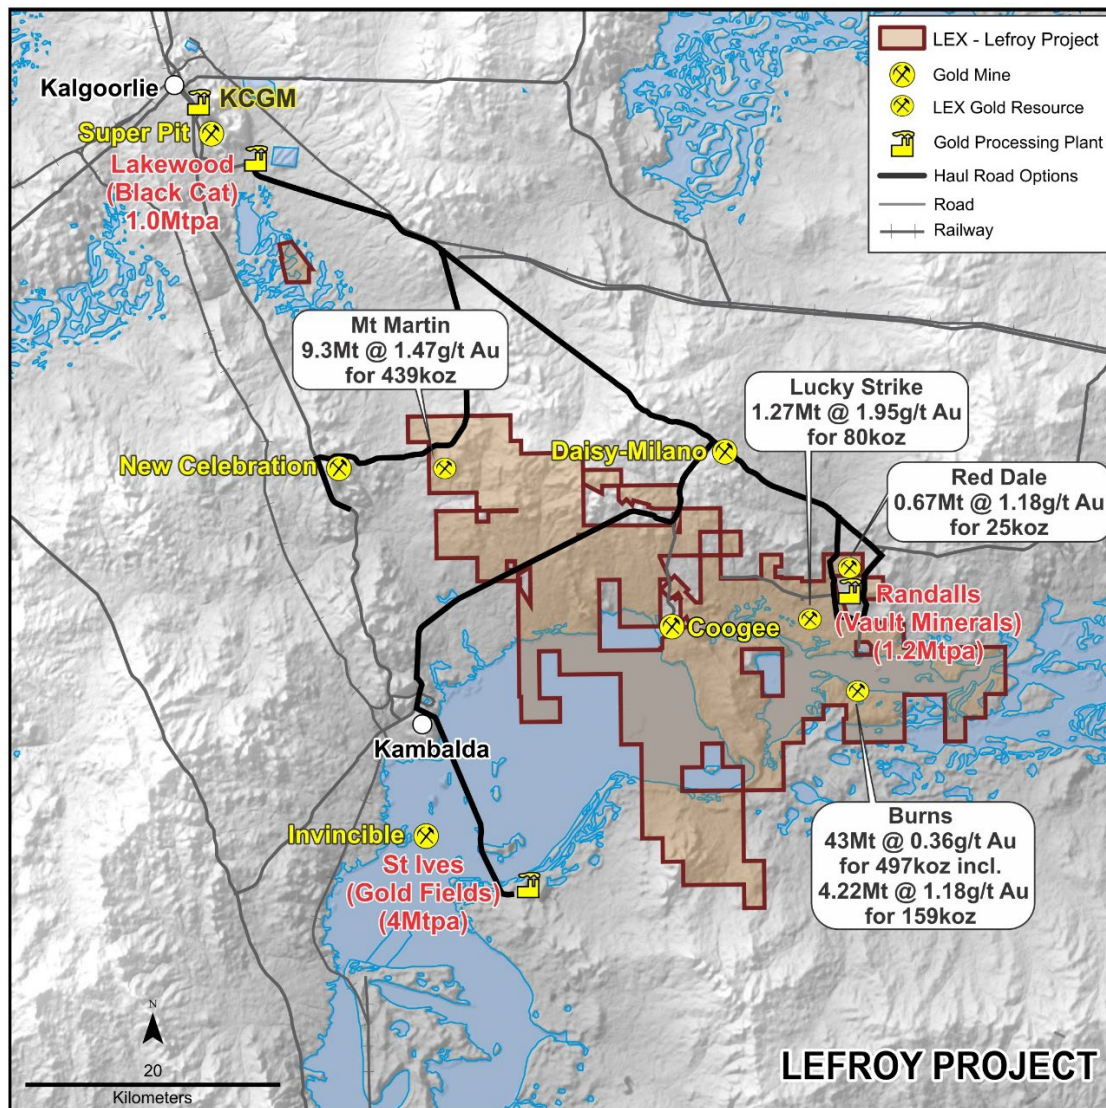 LEX - Lefroy Project
Gold Mine
LEX Gold Resource
Gold Processing Plant
Haul Road Options
Road
Railway
Kalgoorlie
KCGM
Super Pit
Lakewood
(Black Cat)
1.0Mtpa
Mt Martin
9.3Mt @ 1.47g/t Au
for 439koz
Lucky Strike
1.27Mt @ 1.95g/t Au
for 80koz
New Celebration
Daisy-Milano
Red Dale
0.67Mt @ 1.18g/t Au
for 25koz
Randalls
(Vault Minerals)
(1.2Mtpa)
Coogee
Kambalda
Invincible
St Ives
(Gold Fields)
(4Mtpa)
Burns
43Mt @ 0.36g/t Au
for 497koz incl.
4.22Mt @ 1.18g/t Au
for 159koz
N
20
Kilometers
LEFROY PROJECT